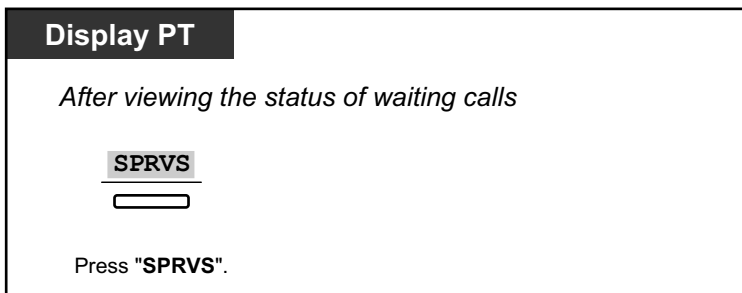 Display PT
After viewing the status of waiting calls
SPRVS
Press "SPRVS".